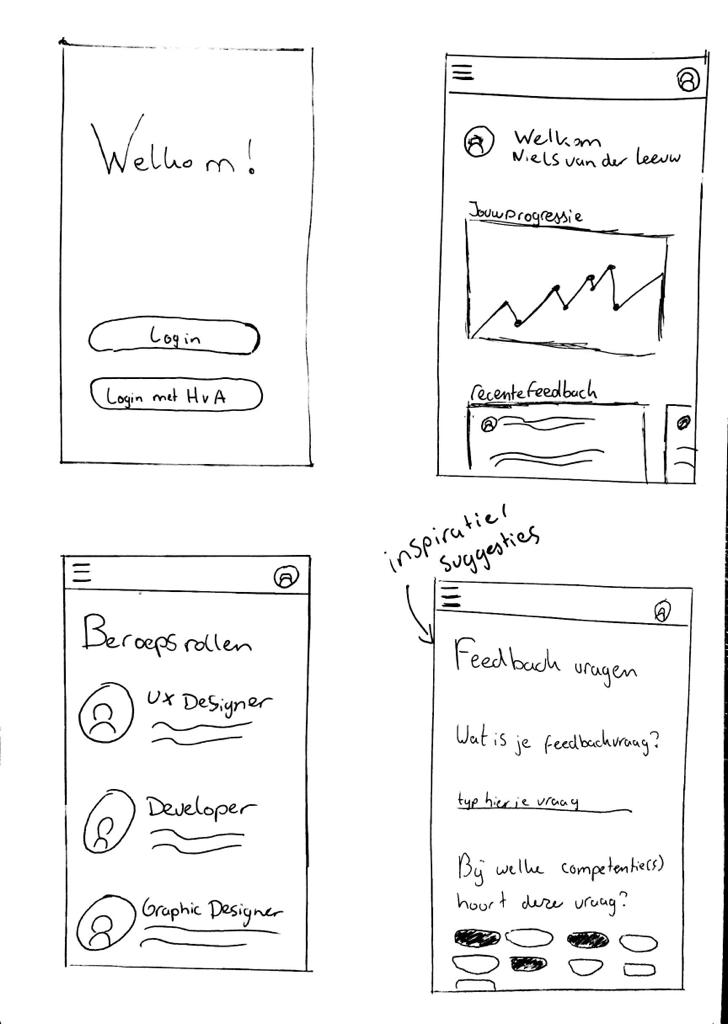 Welkom!
Login
Login met HvA
Welkom
Niels van der Leeuw
Jouw progressie
recente feedback
Beroepsrollen
UX Designer
Developer
Graphic Designer
inspiratie/
suggesties
Feedback vragen
Wat is je feedbackvraag?
typ hier je vraag
Bij welke competentie(s)
hoort deze vraag?